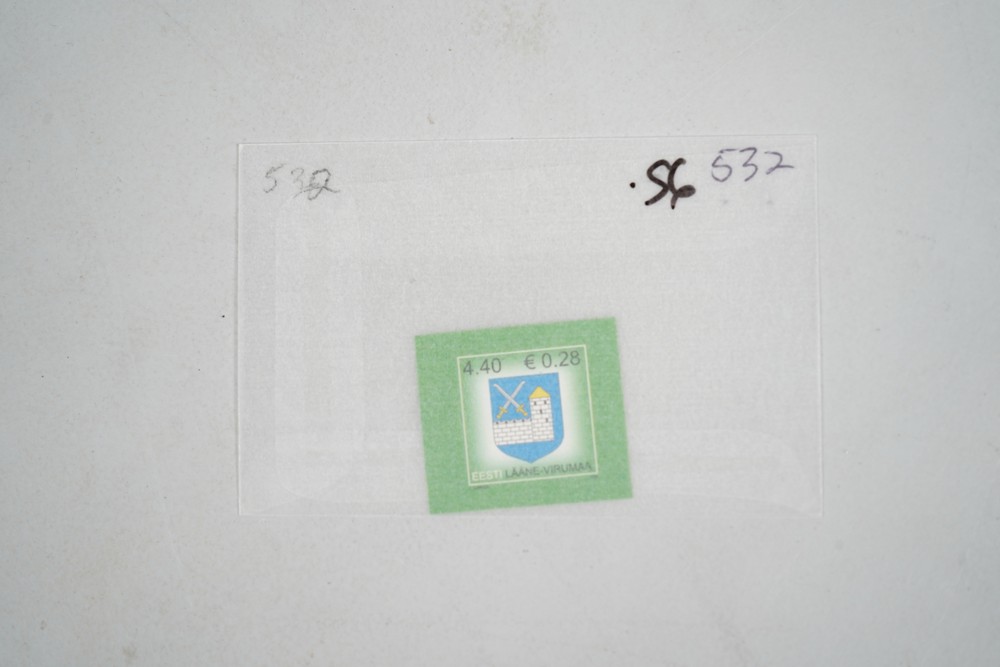 532 .56 532
4.40 € 0.28
EESTI LÄÄNE-VIRUMAA